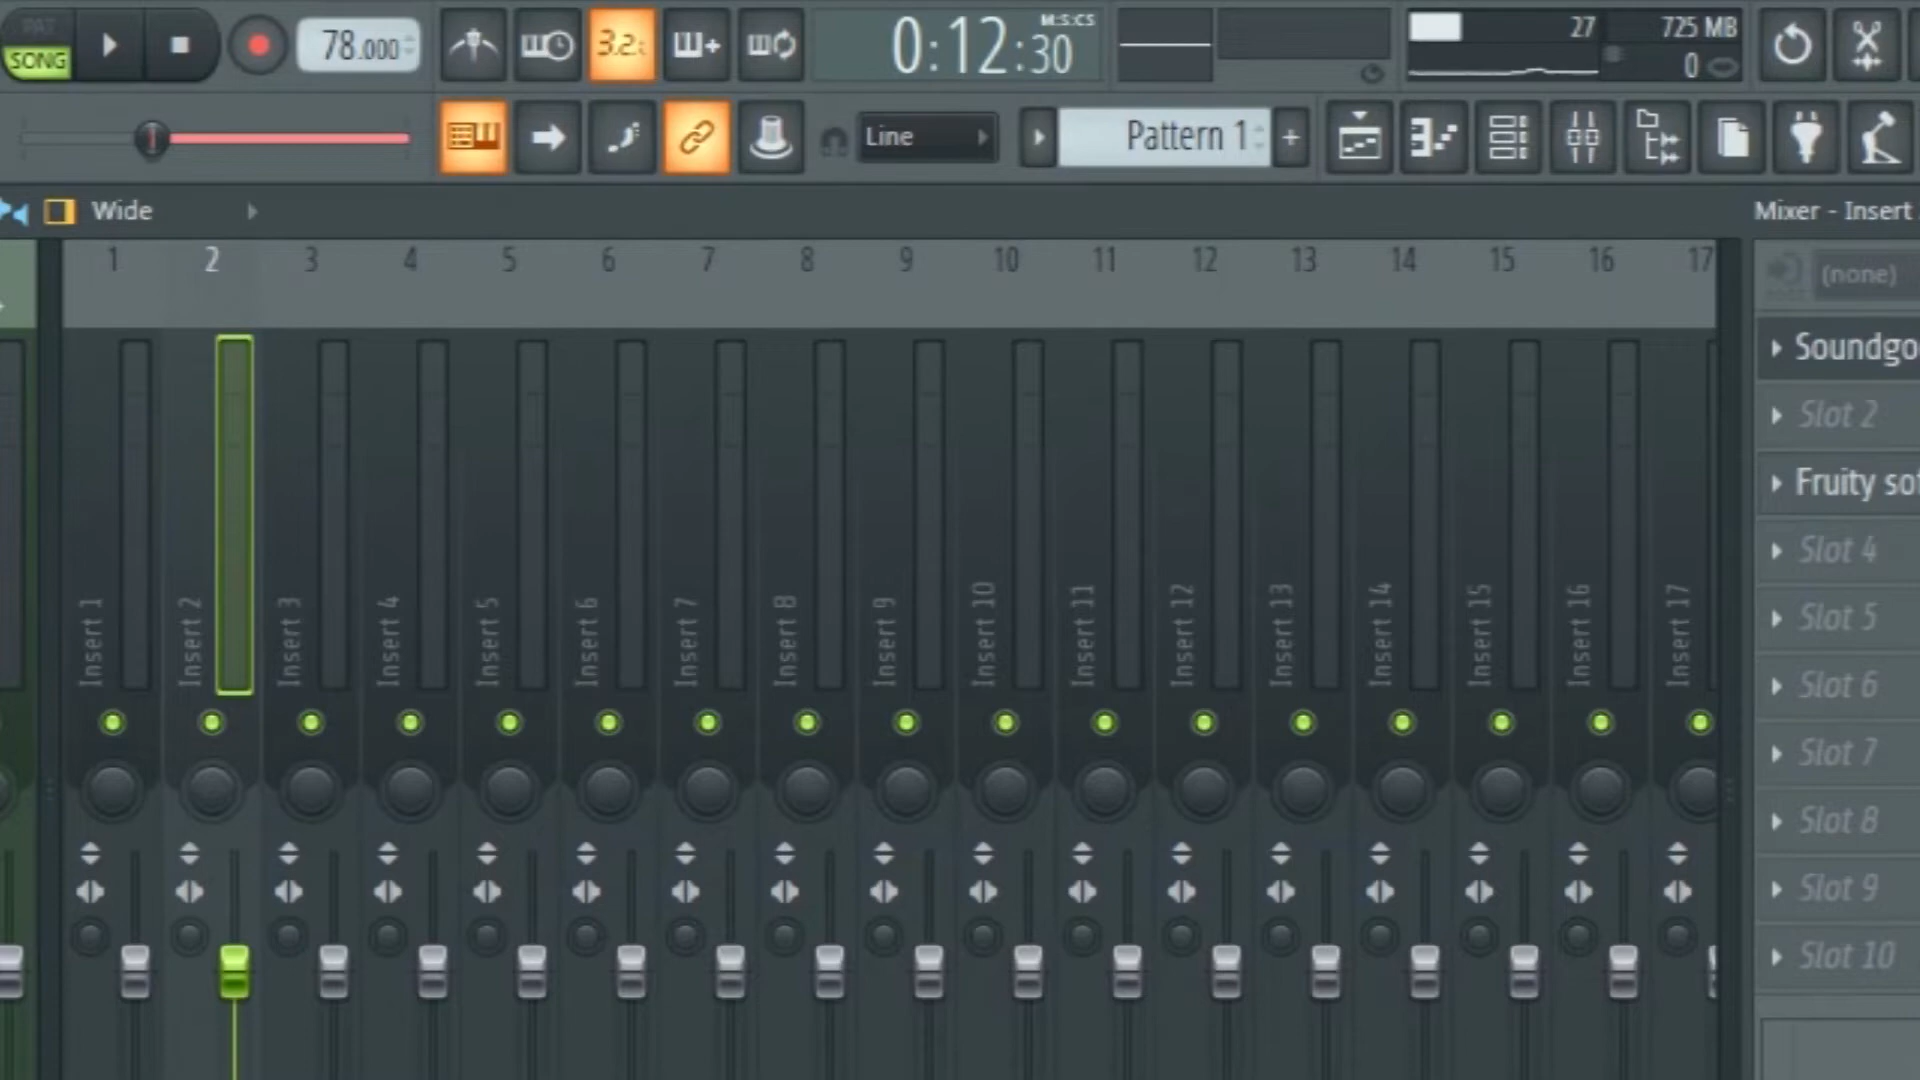 PAT
SONG
78.000
3.2:
0:12:30
M:S:CS
27
725 MB
0
Line
Pattern 1
+
Wide
Mixer - Insert
1 2 3 4 5 6 7 8 9 10 11 12 13 14 15 16 17
(none)
Soundgo
Slot 2
Fruity sof
Slot 4
Slot 5
Slot 6
Slot 7
Slot 8
Slot 9
Slot 10
Insert 1
Insert 2
Insert 3
Insert 4
Insert 5
Insert 6
Insert 7
Insert 8
Insert 9
Insert 10
Insert 11
Insert 12
Insert 13
Insert 14
Insert 15
Insert 16
Insert 17